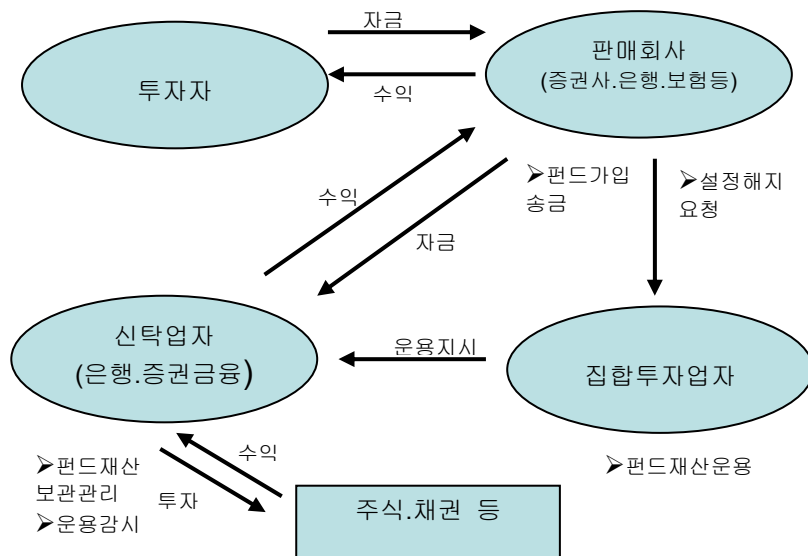 자금
투자자
판매회사
(증권사.은행.보험등)
수익
➢펀드가입
송금
➢설정해지
요청
수익
자금
신탁업자
(은행.증권금융)
운용지시
집합투자업자
➢펀드재산
보관관리
➢운용감시
수익
투자
➢펀드재산운용
주식.채권 등